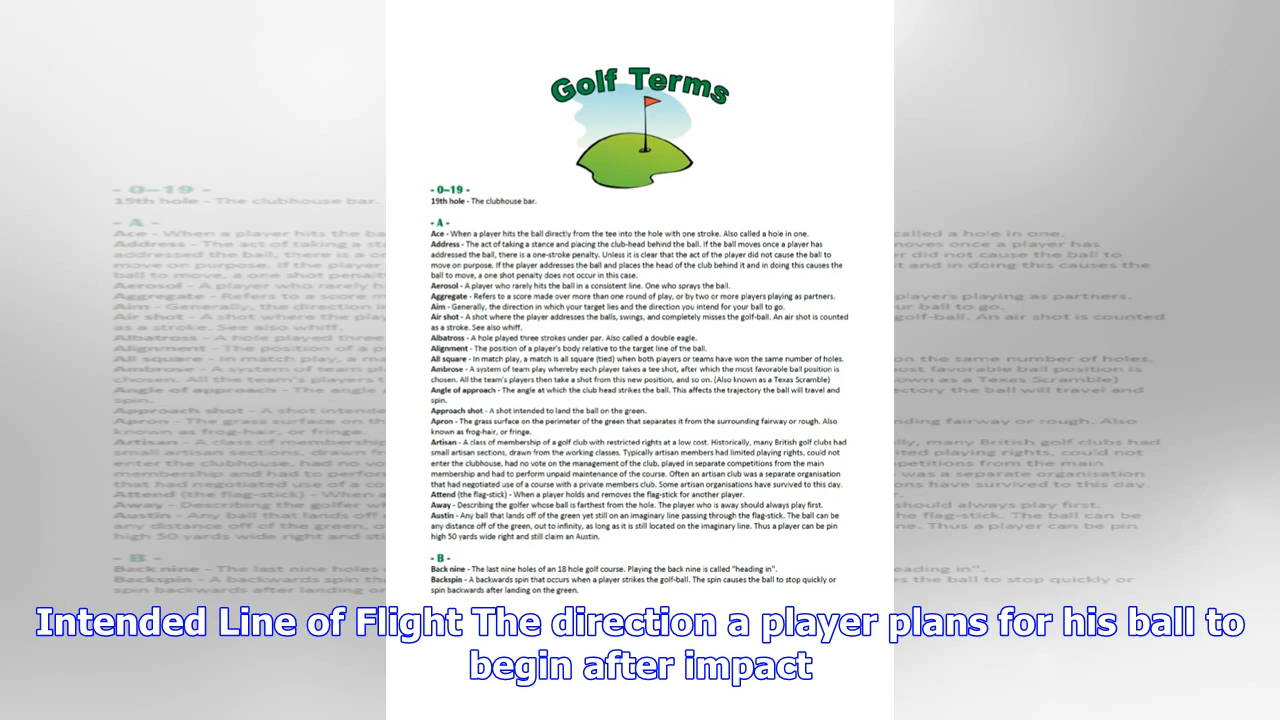 Golf Terms
- 0–19 -
19th hole - The clubhouse bar.
- A -
Ace - When a player hits the ball directly from the tee into the hole with one stroke. Also called a hole in one.
Address - The act of taking a stance and placing the club-head behind the ball. If the ball moves once a player has
addressed the ball, there is a one-stroke penalty. Unless it is clear that the act of the player did not cause the ball to
move on purpose. If the player addresses the ball and places the head of the club behind it and in doing this causes the
ball to move, a one shot penalty does not occur in this case.
Aerosol - A player who rarely hits the ball in a consistent line. One who sprays the ball.
Aggregate - Refers to a score made over more than one round of play, or by two or more players playing as partners.
Aim - Generally, the direction in which your target lies and the direction you intend for your ball to go.
Air shot - A shot where the player addresses the balls, swings, and completely misses the golf-ball. An air shot is counted
as a stroke. See also whiff.
Albatross - A hole played three strokes under par. Also called a double eagle.
Alignment - The position of a player's body relative to the target line of the ball.
All square - In match play, a match is all square (tied) when both players or teams have won the same number of holes.
Ambrose - A system of team play whereby each player takes a tee shot, after which the most favorable ball position is
chosen. All the team's players then take a shot from this new position, and so on. (Also known as a Texas Scramble)
Angle of approach - The angle at which the club head strikes the ball. This affects the trajectory the ball will travel and
spin.
Approach shot - A shot intended to land the ball on the green.
Apron - The grass surface on the perimeter of the green that separates it from the surrounding fairway or rough. Also
known as frog-hair, or fringe.
Artisan - A class of membership of a golf club with restricted rights at a low cost. Historically, many British golf clubs had
small artisan sections, drawn from the working classes. Typically artisan members had limited playing rights, could not
enter the clubhouse, had no vote on the management of the club, played in separate competitions from the main
membership and had to perform unpaid maintenance of the course. Often an artisan club was a separate organisation
that had negotiated use of a course with a private members club. Some artisan organisations have survived to this day.
Attend (the flag-stick) - When a player holds and removes the flag-stick for another player.
Away - Describing the golfer whose ball is farthest from the hole. The player who is away should always play first.
Austin - Any ball that lands off of the green yet still on an imaginary line passing through the flag-stick. The ball can be
any distance off of the green, out to infinity, as long as it is still located on the imaginary line. Thus a player can be pin
high 50 yards wide right and still claim an Austin.
- B -
Back nine - The last nine holes of an 18 hole golf course. Playing the back nine is called "heading in".
Backspin - A backwards spin that occurs when a player strikes the golf-ball. The spin causes the ball to stop quickly or
spin backwards after landing on the green.
Intended Line of Flight The direction a player plans for his ball to
begin after impact